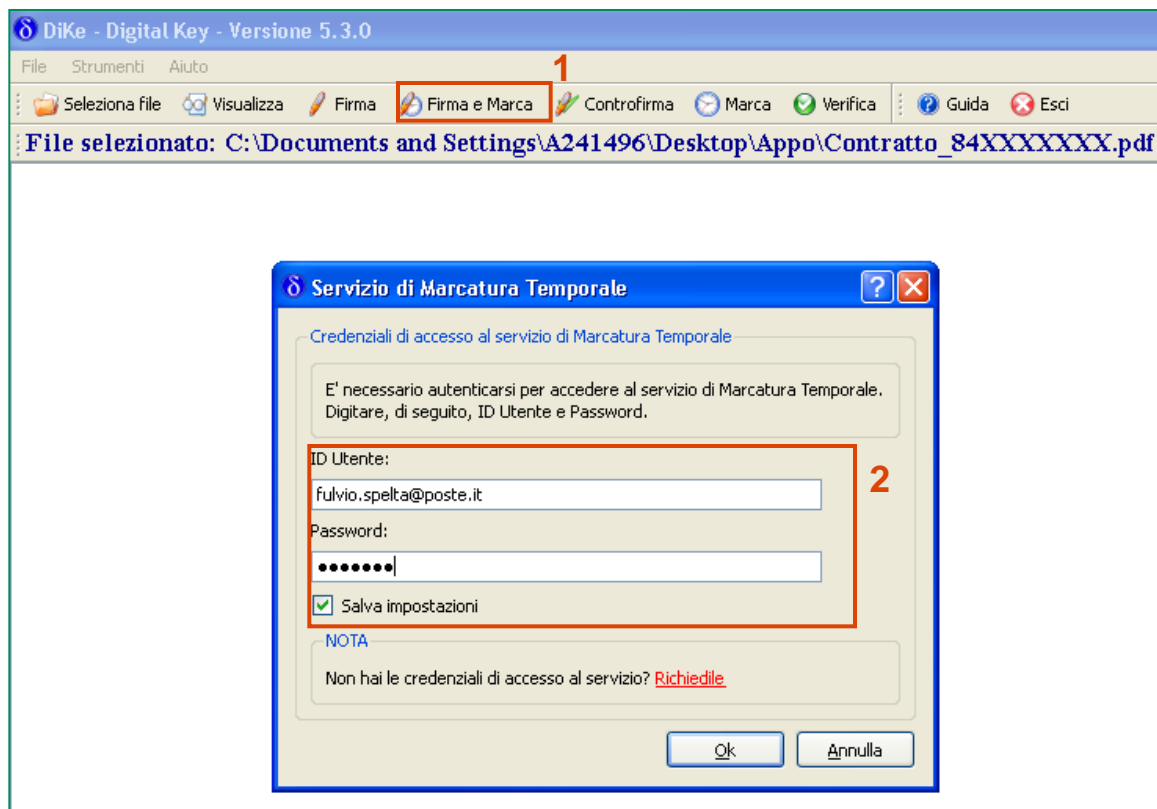 δ DiKe - Digital Key - Versione 5.3.0
File Strumenti Aiuto
1
Seleziona file Visualizza Firma Firma e Marca Controfirma Marca Verifica Guida Esci
File selezionato: C:\Documents and Settings\A241496\Desktop\Appo\Contratto_84XXXXXXX.pdf
δ Servizio di Marcatura Temporale ?
Credenziali di accesso al servizio di Marcatura Temporale
E' necessario autenticarsi per accedere al servizio di Marcatura Temporale.
Digitare, di seguito, ID Utente e Password.
ID Utente:
2
fulvio.spelta@poste.it
Password:
•••••••
Salva impostazioni
NOTA
Non hai le credenziali di accesso al servizio? Richiedile
Ok Annulla